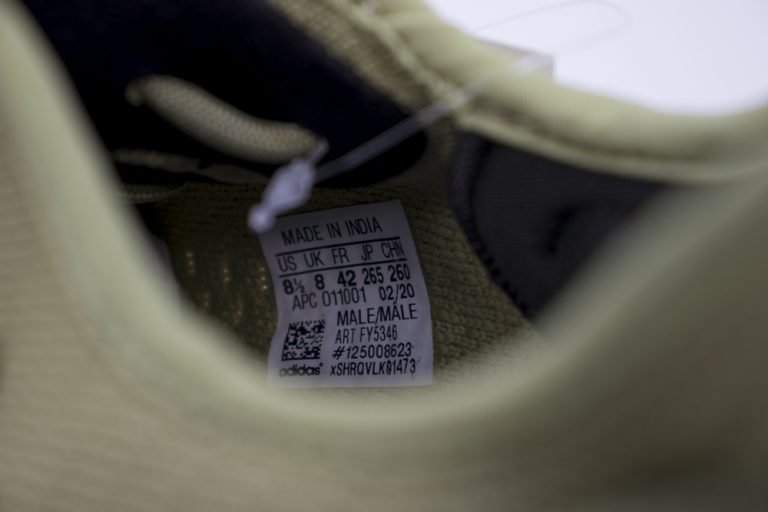 MADE IN INDIA
US UK FR JP CHN
8½ 8 42 265 260
APC 011001 02/20
MALE/MÂLE
ART FY5346
#125008623
adidas® xSHRQVLK01473